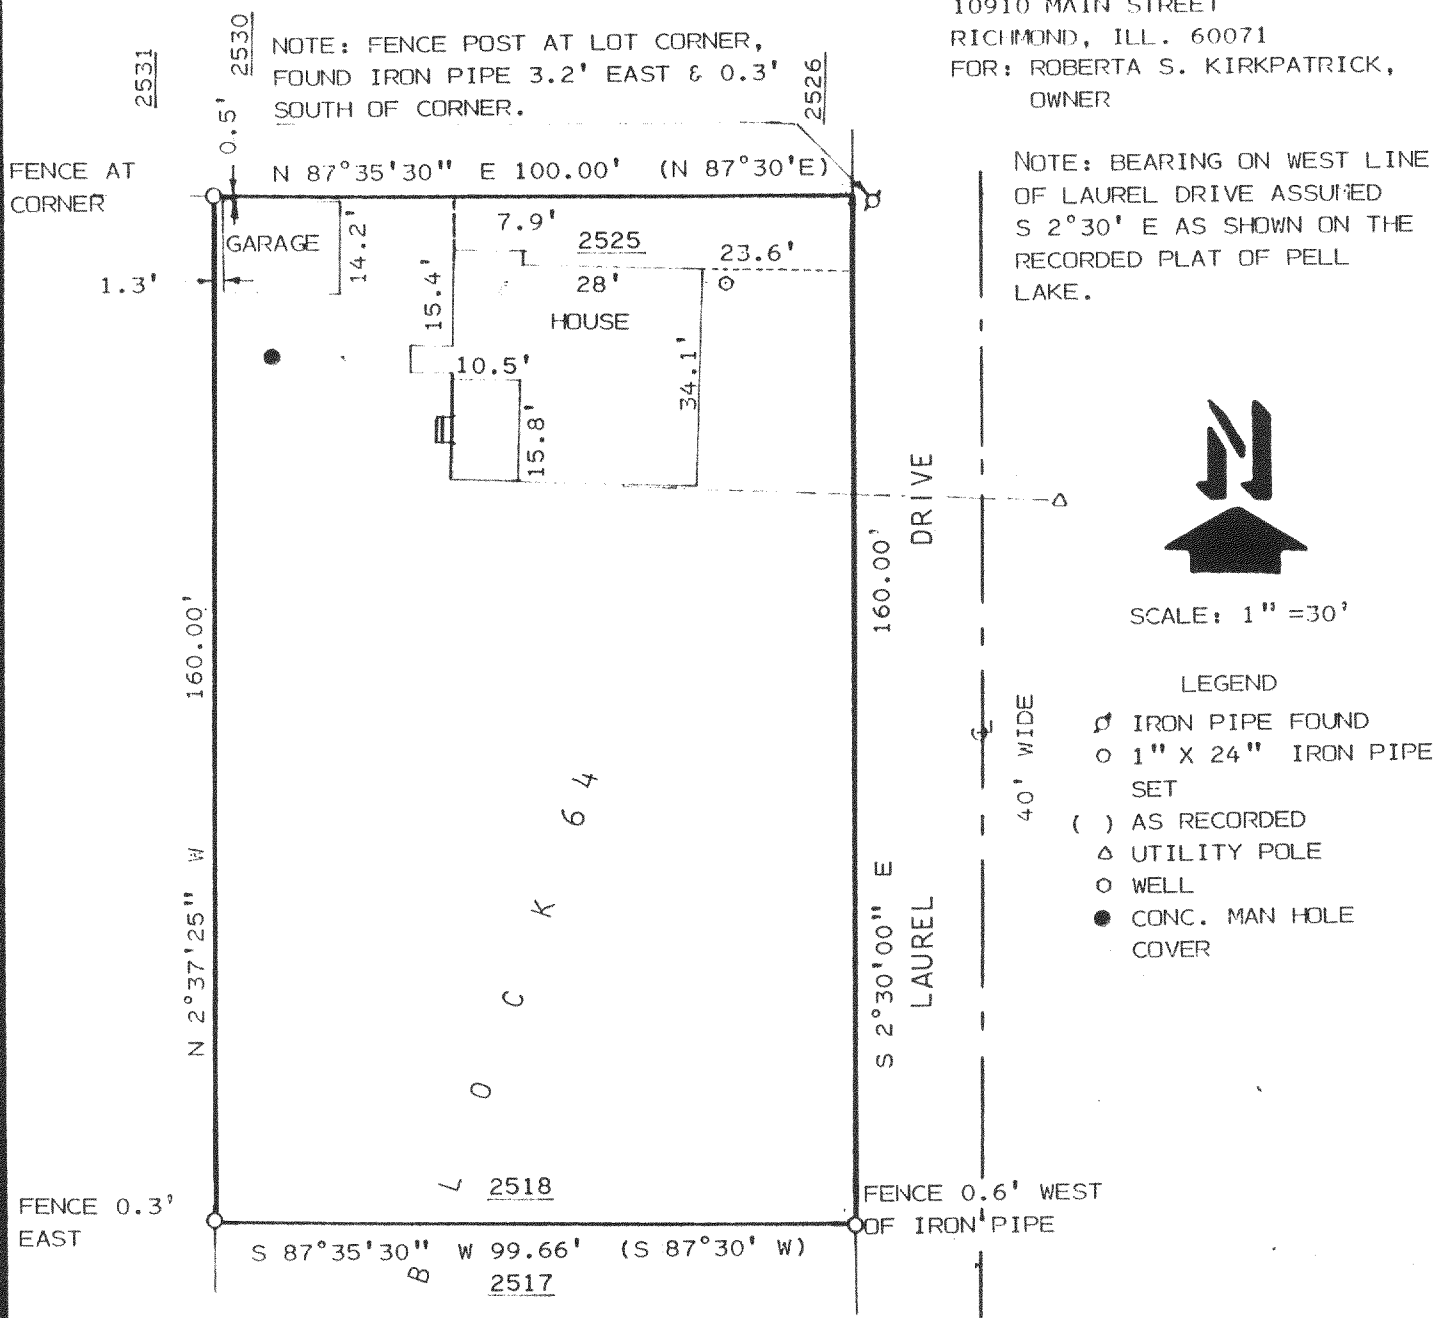 10910 MAIN STREET
RICHMOND, ILL. 60071
FOR: ROBERTA S. KIRKPATRICK,
OWNER
2531
2530
NOTE: FENCE POST AT LOT CORNER,
FOUND IRON PIPE 3.2' EAST & 0.3'
SOUTH OF CORNER.
2526
0.5'
FENCE AT
CORNER
N 87°35'30" E 100.00' (N 87°30'E)
NOTE: BEARING ON WEST LINE
OF LAUREL DRIVE ASSUMED
S 2°30' E AS SHOWN ON THE
RECORDED PLAT OF PELL
LAKE.
GARAGE
14.2'
1.3'
7.9'
2525
23.6'
15.4'
28'
HOUSE
10.5'
34.1'
15.8'
DRIVE
160.00'
160.00'
N
SCALE: 1" =30'
LEGEND
IRON PIPE FOUND
1" X 24" IRON PIPE
SET
( ) AS RECORDED
UTILITY POLE
WELL
CONC. MAN HOLE
COVER
40' WIDE
N 2°37'25" W
BLOCK 64
S 2°30'00" E
LAUREL
2518
FENCE 0.3'
EAST
FENCE 0.6' WEST
OF IRON PIPE
S 87°35'30" W 99.66' (S 87°30' W)
2517